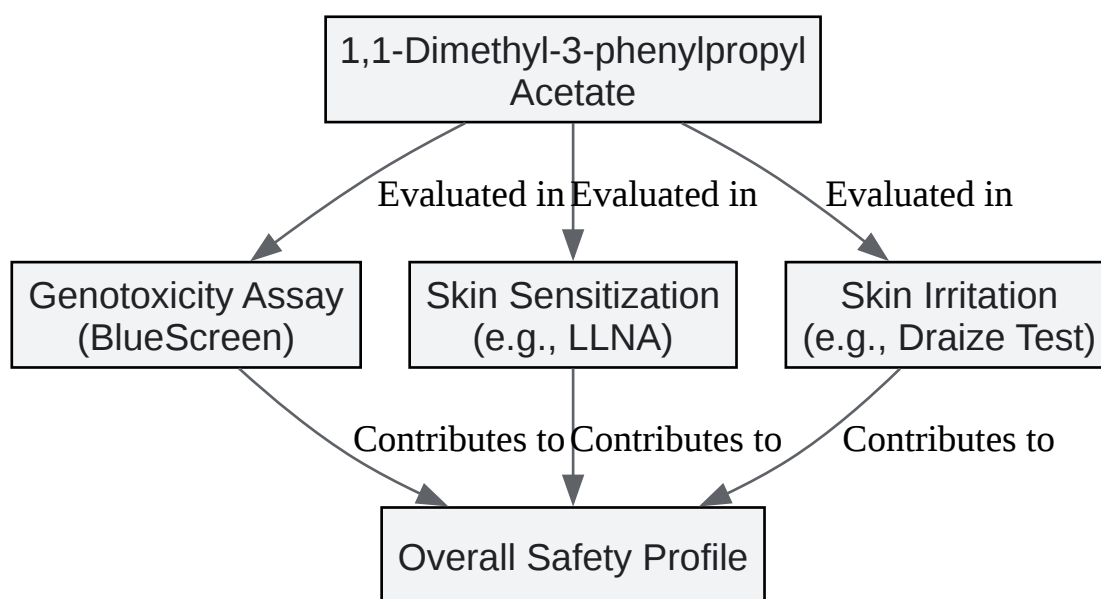 1,1-Dimethyl-3-phenylpropyl
Acetate
Evaluated in
Evaluated in
Evaluated in
Genotoxicity Assay
(BlueScreen)
Skin Sensitization
(e.g., LLNA)
Skin Irritation
(e.g., Draize Test)
Contributes to
Contributes to
Contributes to
Overall Safety Profile